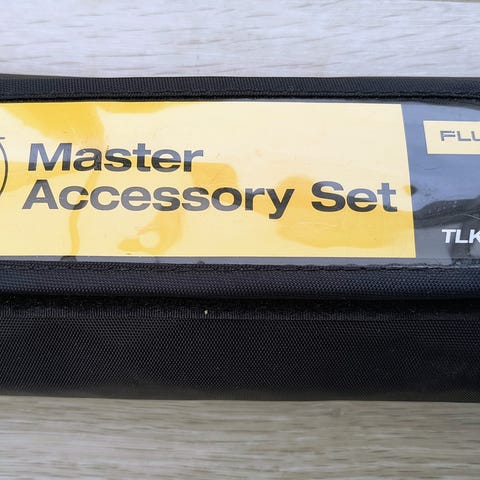 Master
Accessory Set
FLU
TLK